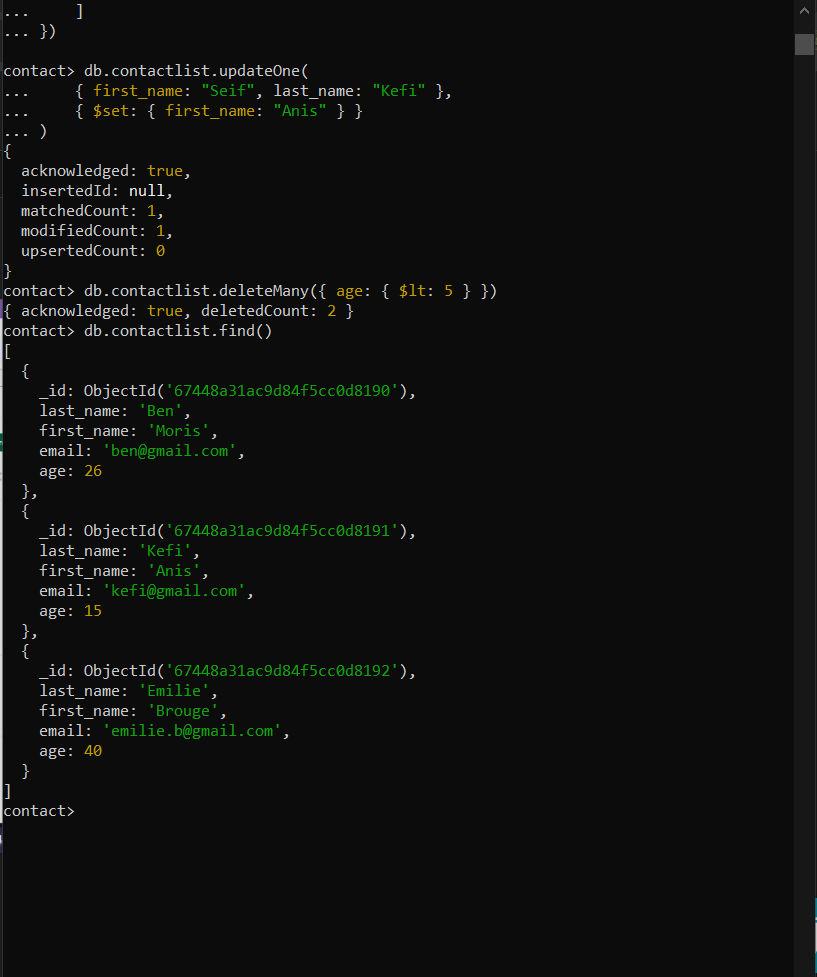 ...     ]
... })
contact> db.contactlist.updateOne(
...     { first_name: "Seif", last_name: "Kefi" },
...     { $set: { first_name: "Anis" } }
... )
{
  acknowledged: true,
  insertedId: null,
  matchedCount: 1,
  modifiedCount: 1,
  upsertedCount: 0
}
contact> db.contactlist.deleteMany({ age: { $lt: 5 } })
{ acknowledged: true, deletedCount: 2 }
contact> db.contactlist.find()
[
  {
    _id: ObjectId('67448a31ac9d84f5cc0d8190'),
    last_name: 'Ben',
    first_name: 'Moris',
    email: 'ben@gmail.com',
    age: 26
  },
  {
    _id: ObjectId('67448a31ac9d84f5cc0d8191'),
    last_name: 'Kefi',
    first_name: 'Anis',
    email: 'kefi@gmail.com',
    age: 15
  },
  {
    _id: ObjectId('67448a31ac9d84f5cc0d8192'),
    last_name: 'Emilie',
    first_name: 'Brouge',
    email: 'emilie.b@gmail.com',
    age: 40
  }
]
contact>